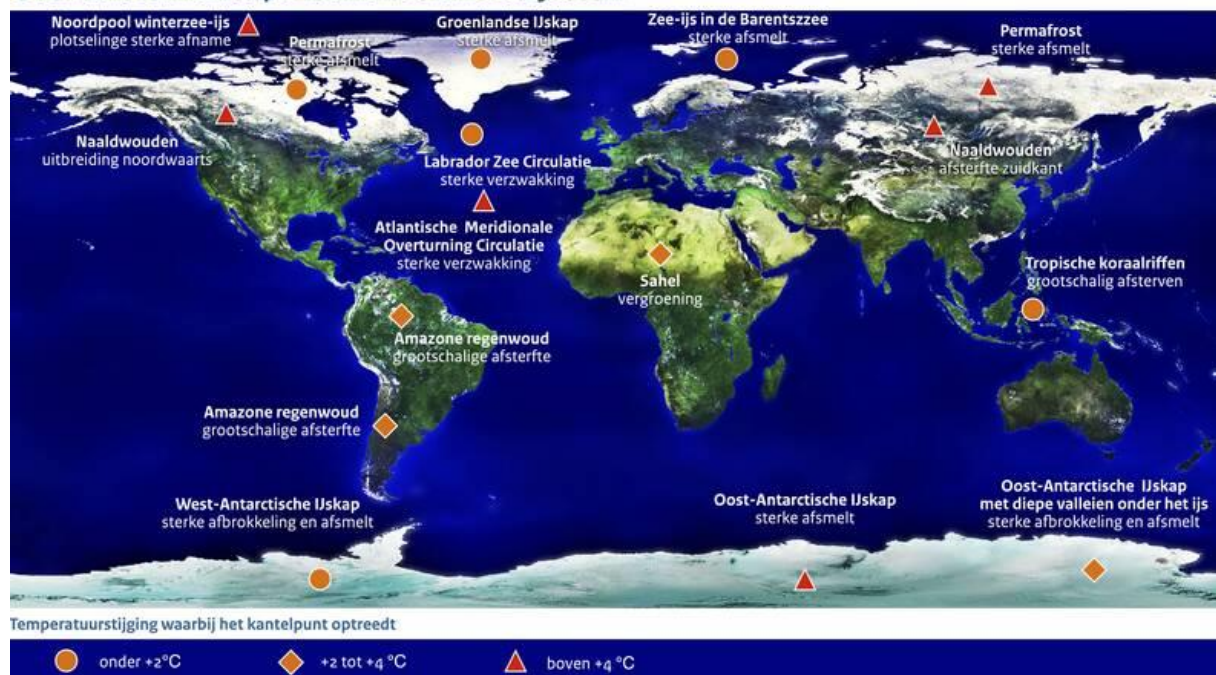 Noordpool winterzee-ijs
plotselinge sterke afname
Permafrost
sterke afsmelt
Groenlandse IJskap
sterke afsmelt
Zee-ijs in de Barentszzee
sterke afsmelt
Permafrost
sterke afsmelt
Naaldwouden
uitbreiding noordwaarts
Labrador Zee Circulatie
sterke verzwakking
Naaldwouden
afsterfte zuidkant
Atlantische Meridionale
Overturning Circulatie
sterke verzwakking
Sahel
vergroening
Tropische koraalriffen
grootschalig afsterven
Amazone regenwoud
grootschalige afsterfte
Amazone regenwoud
grootschalige afsterfte
West-Antarctische IJskap
sterke afbrokkeling en afsmelt
Oost-Antarctische IJskap
sterke afsmelt
Oost-Antarctische IJskap
met diepe valleien onder het ijs
sterke afbrokkeling en afsmelt
Temperatuurstijging waarbij het kantelpunt optreedt
onder +2°C
+2 tot +4 °C
boven +4 °C